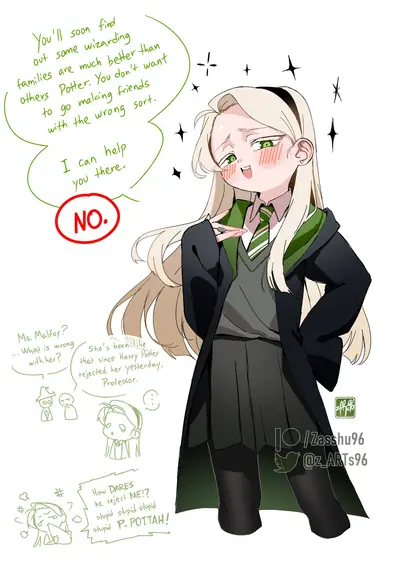 You'll soon find
out some wizarding
families are much better than
others Potter. You don't want
to go making friends
with the wrong sort.
I can help
you there.
NO.
Ms. Malfoy?
... What is wrong
with her?
She's been like
that since Harry Potter
rejected her yesterday,
Professor.
...
How DARES
he reject ME!?
stupid stupid stupid
stupid P-POTTAH!
/Zasshu96
@z_ARTs96